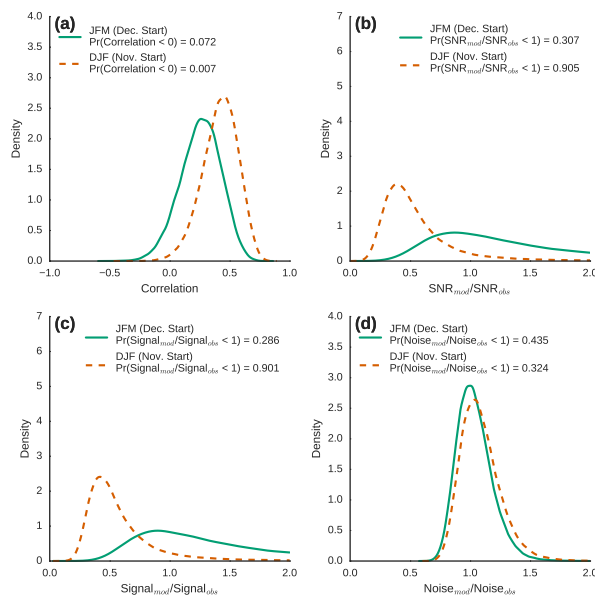 (a)
JFM (Dec. Start)
Pr(Correlation < 0) = 0.072
DJF (Nov. Start)
Pr(Correlation < 0) = 0.007
4.0
3.5
3.0
2.5
2.0
1.5
1.0
0.5
0.0
Density
−1.0 −0.5 0.0 0.5 1.0
Correlation
(b)
JFM (Dec. Start)
Pr(SNRmod/SNRobs < 1) = 0.307
DJF (Nov. Start)
Pr(SNRmod/SNRobs < 1) = 0.905
7
6
5
4
3
2
1
0
Density
0.0 0.5 1.0 1.5 2.0
SNRmod/SNRobs
(c)
JFM (Dec. Start)
Pr(Signalmod/Signalobs < 1) = 0.286
DJF (Nov. Start)
Pr(Signalmod/Signalobs < 1) = 0.901
7
6
5
4
3
2
1
0
Density
0.0 0.5 1.0 1.5 2.0
Signalmod/Signalobs
(d)
JFM (Dec. Start)
Pr(Noisemod/Noiseobs < 1) = 0.435
DJF (Nov. Start)
Pr(Noisemod/Noiseobs < 1) = 0.324
4.0
3.5
3.0
2.5
2.0
1.5
1.0
0.5
0.0
Density
0.0 0.5 1.0 1.5 2.0
Noisemod/Noiseobs